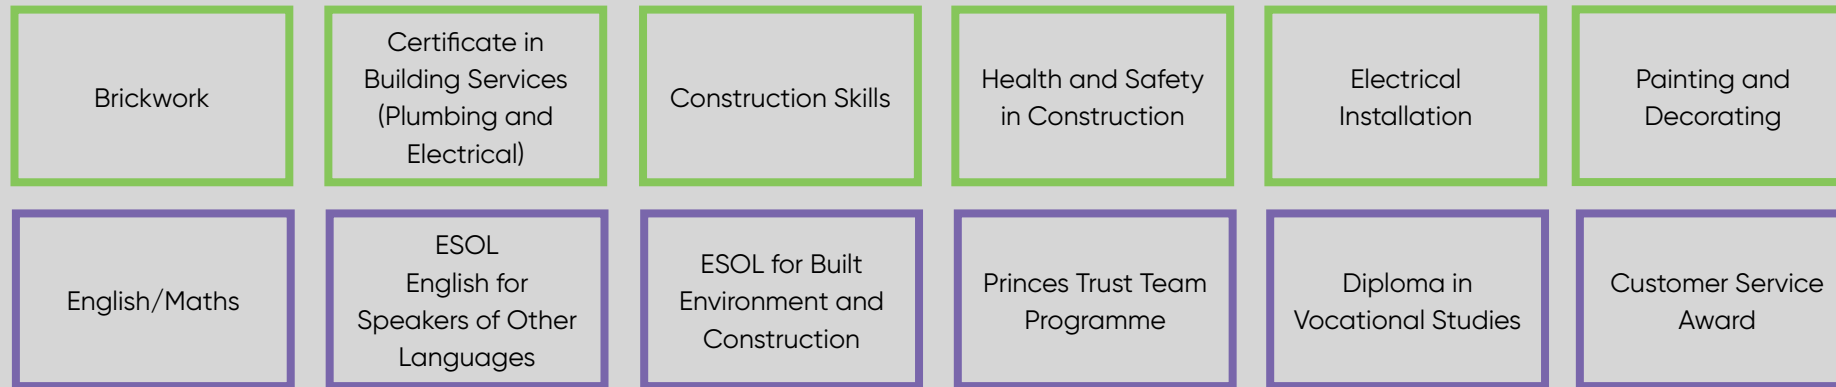 Brickwork
Certificate in
Building Services
(Plumbing and
Electrical)
Construction Skills
Health and Safety
in Construction
Electrical
Installation
Painting and
Decorating
English/Maths
ESOL
English for
Speakers of Other
Languages
ESOL for Built
Environment and
Construction
Princes Trust Team
Programme
Diploma in
Vocational Studies
Customer Service
Award